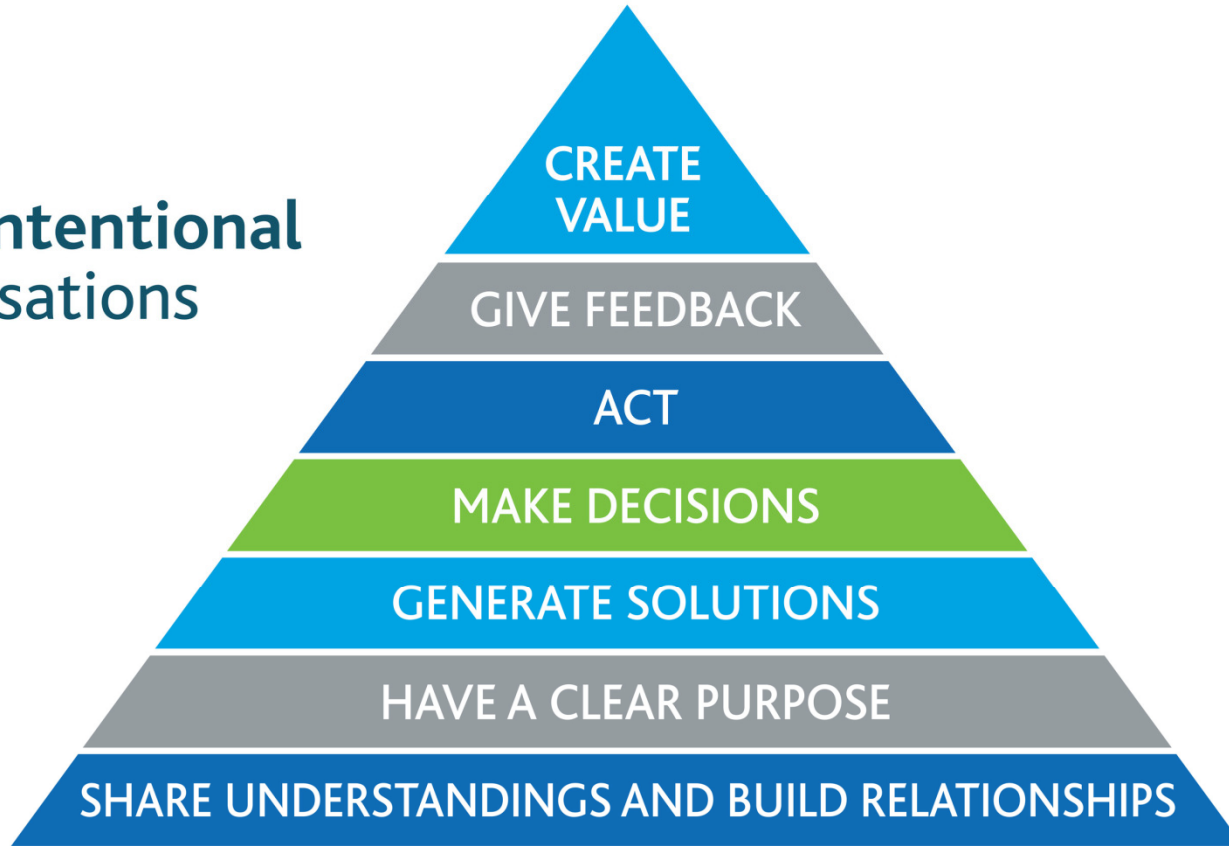 ntentional
sations
CREATE
VALUE
GIVE FEEDBACK
ACT
MAKE DECISIONS
GENERATE SOLUTIONS
HAVE A CLEAR PURPOSE
SHARE UNDERSTANDINGS AND BUILD RELATIONSHIPS